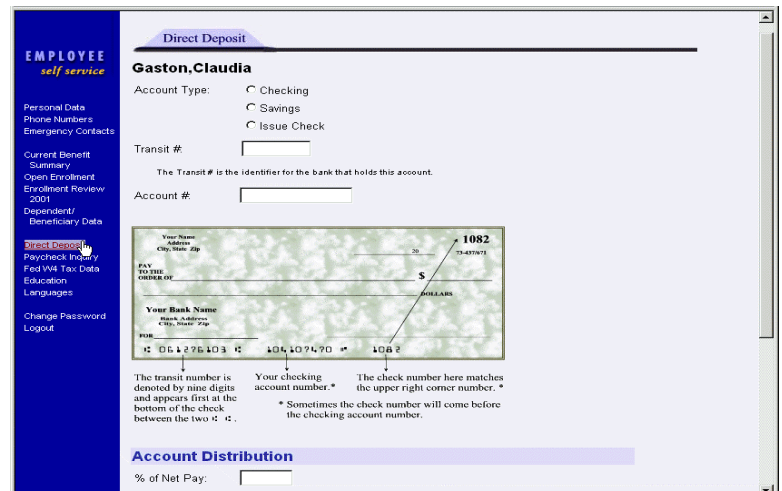 EMPLOYEE
self service
Personal Data
Phone Numbers
Emergency Contacts
Current Benefit
Summary
Open Enrollment
Enrollment Review
2001
Dependent/
Beneficiary Data
Direct Deposit
Paycheck Inquiry
Fed W4 Tax Data
Education
Languages
Change Password
Logout
Direct Deposit
Gaston,Claudia
Account Type:
Checking
Savings
Issue Check
Transit #:
The Transit # is the identifier for the bank that holds this account.
Account #:
Your Name
Address
City, State Zip
1082
20
73-437/671
PAY
TO THE
ORDER OF
$
DOLLARS
Your Bank Name
Bank Address
City, State Zip
FOR
⑆ 061276103 ⑆ 104107470 ⑈ 1082
The transit number is
denoted by nine digits
and appears first at the
bottom of the check
between the two ⑆ ⑆ .
Your checking
account number.*
The check number here matches
the upper right corner number. *
* Sometimes the check number will come before
the checking account number.
Account Distribution
% of Net Pay: